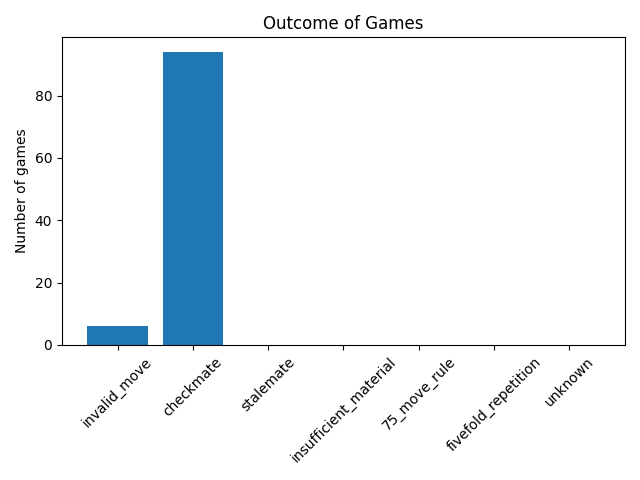 Outcome of Games
Number of games
80
60
40
20
0
invalid_move
checkmate
stalemate
insufficient_material
75_move_rule
fivefold_repetition
unknown